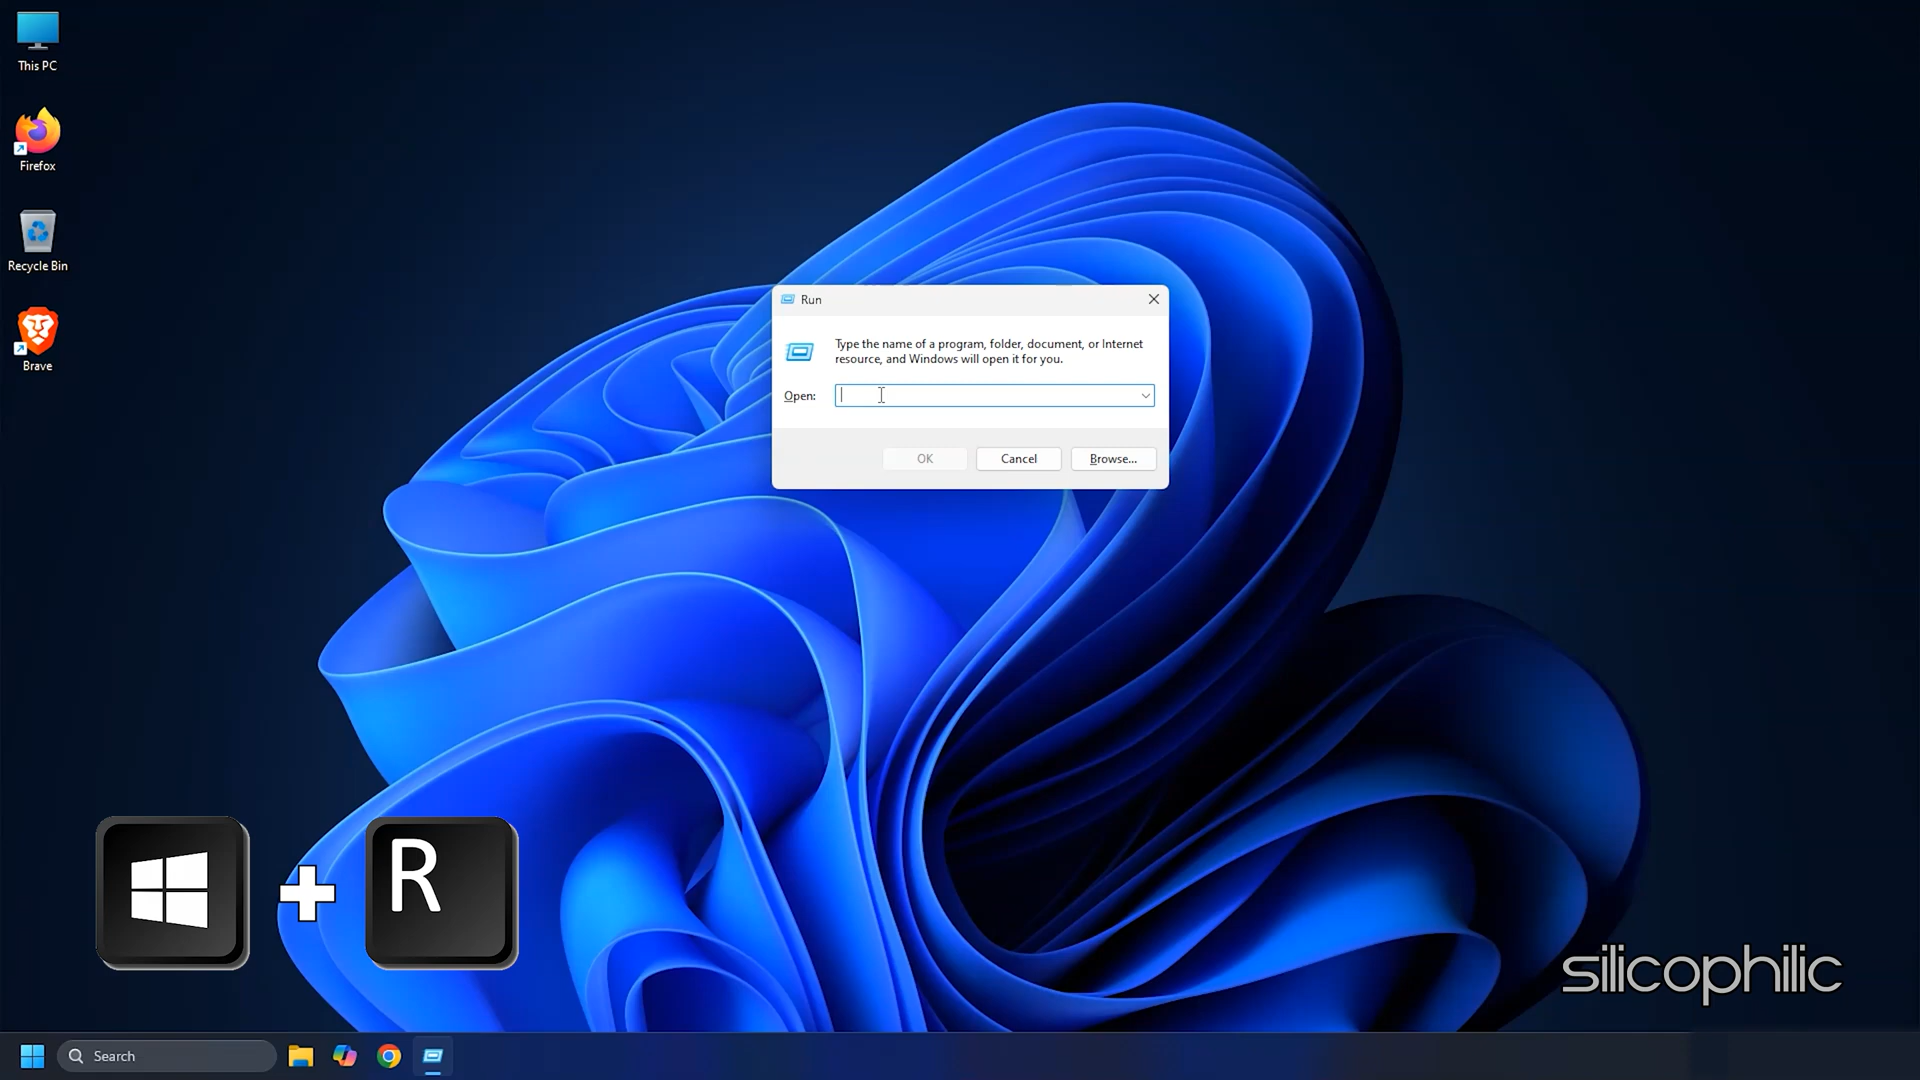 This PC
Firefox
Recycle Bin
Brave
Run
Type the name of a program, folder, document, or Internet
resource, and Windows will open it for you.
Open:
OK
Cancel
Browse...
R
silicophilic
Search